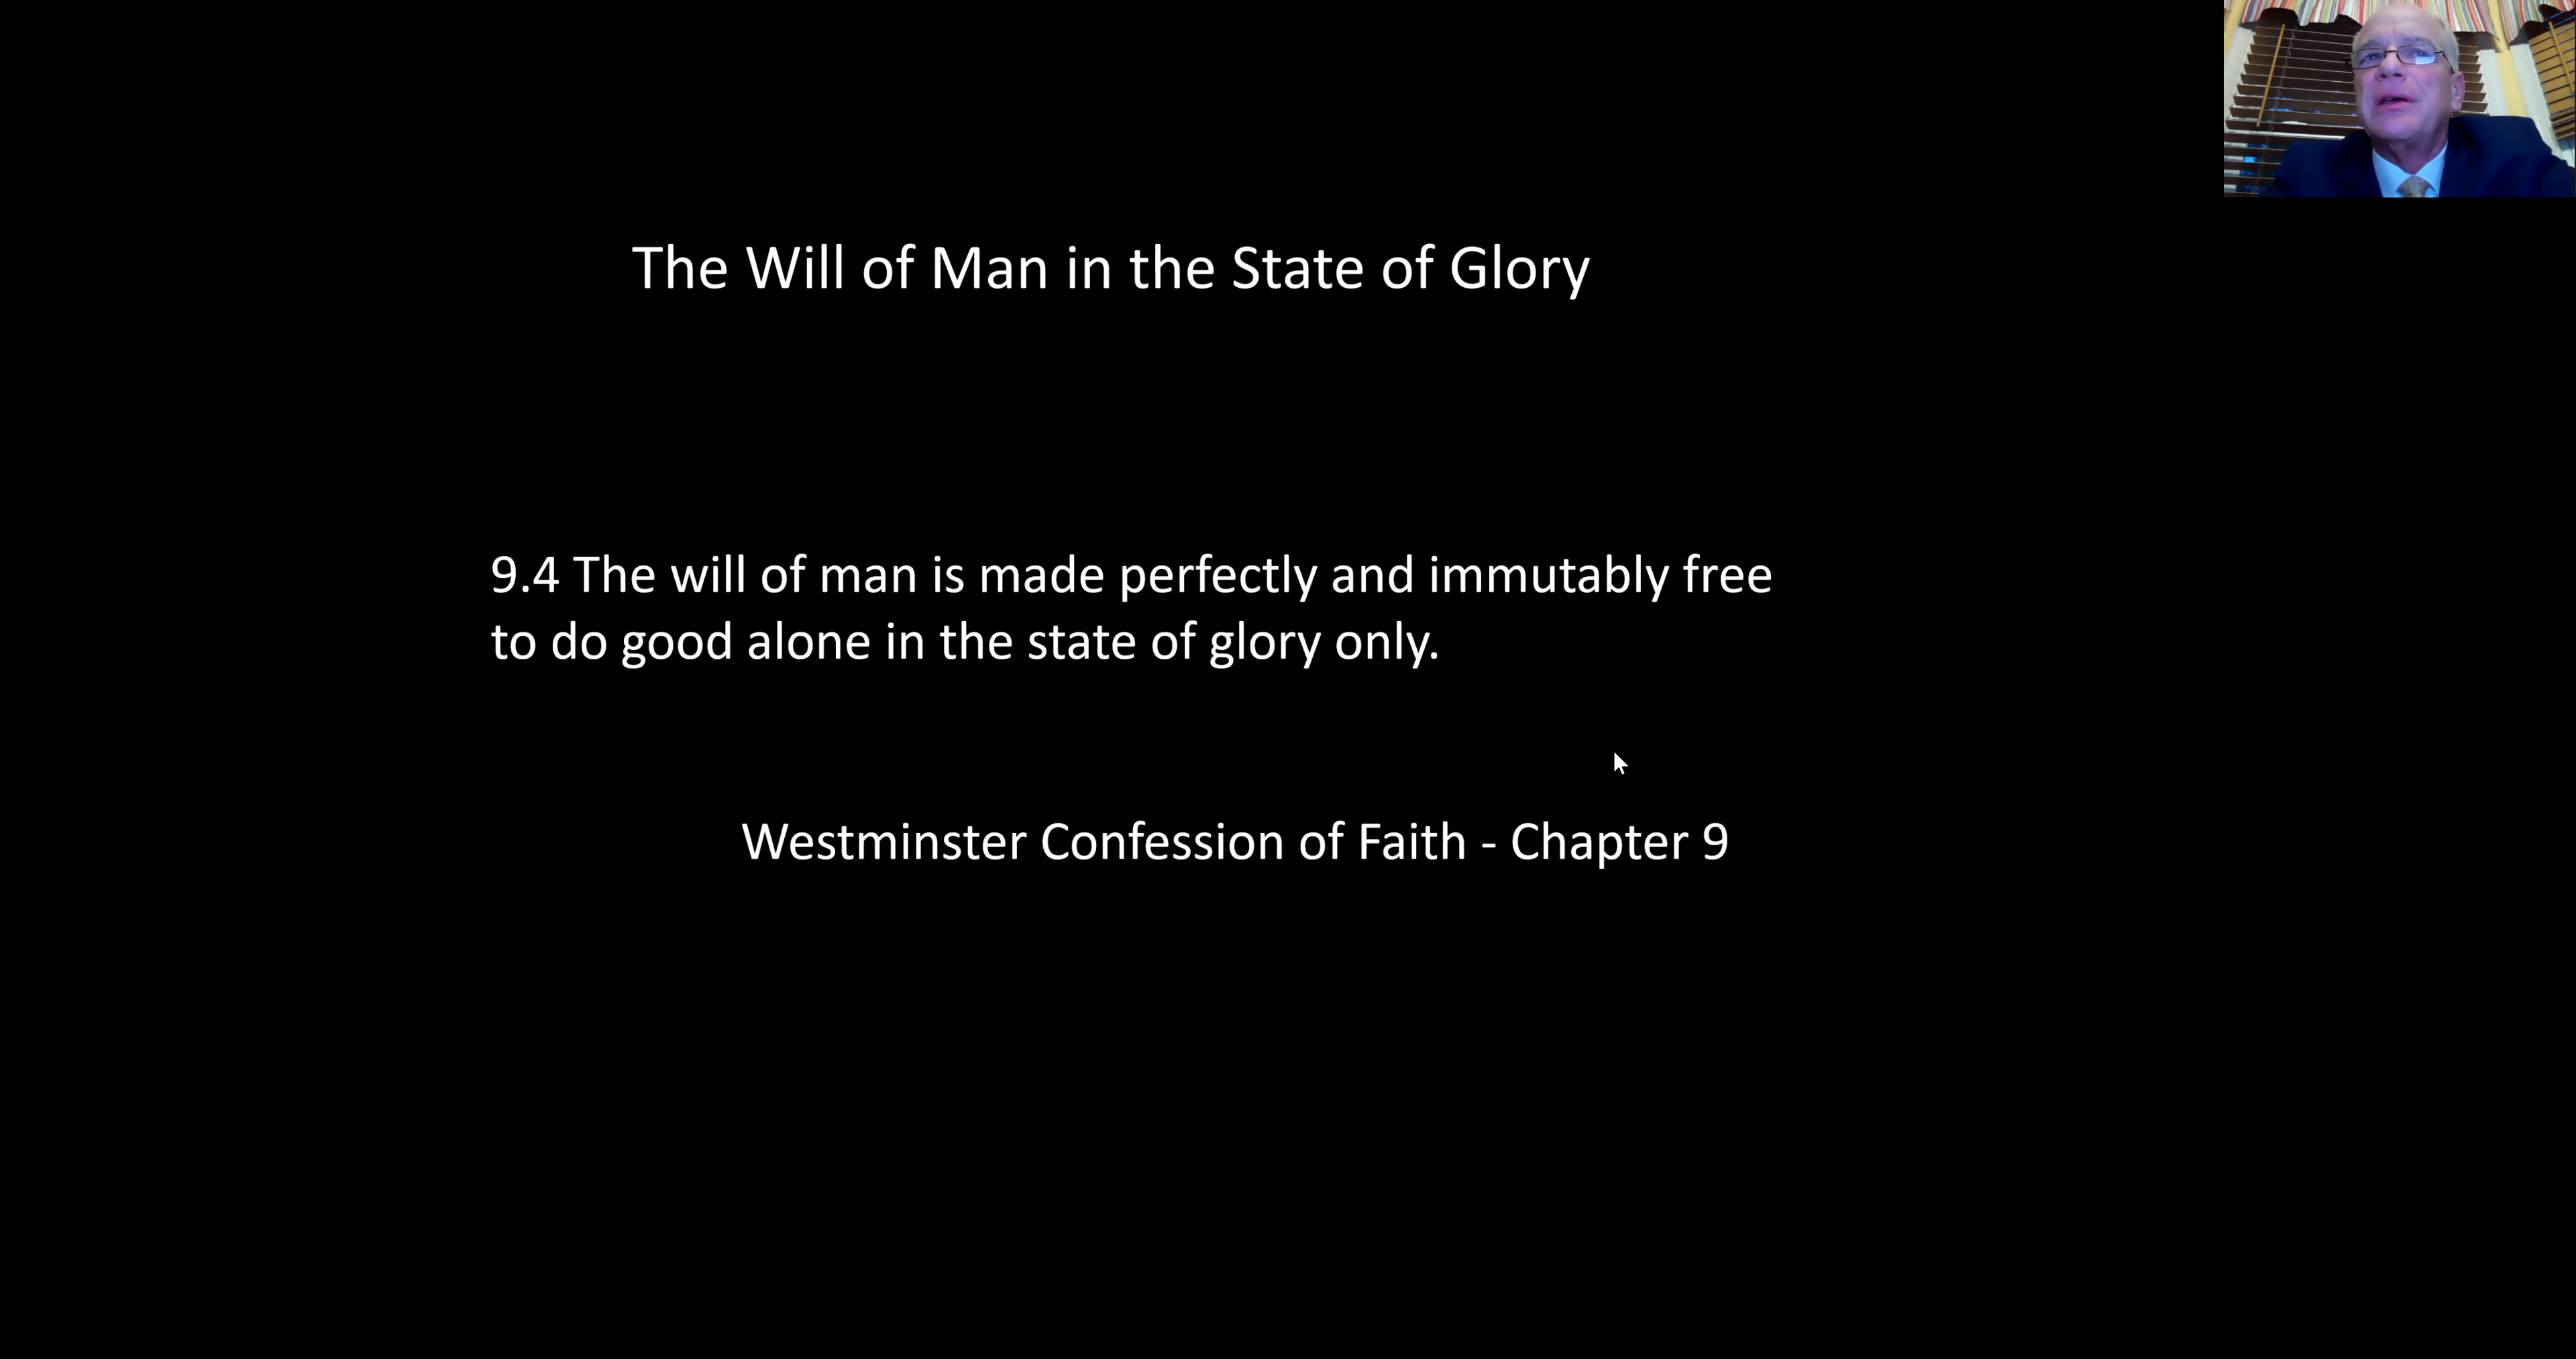 The Will of Man in the State of Glory
9.4 The will of man is made perfectly and immutably free
to do good alone in the state of glory only.
Westminster Confession of Faith - Chapter 9